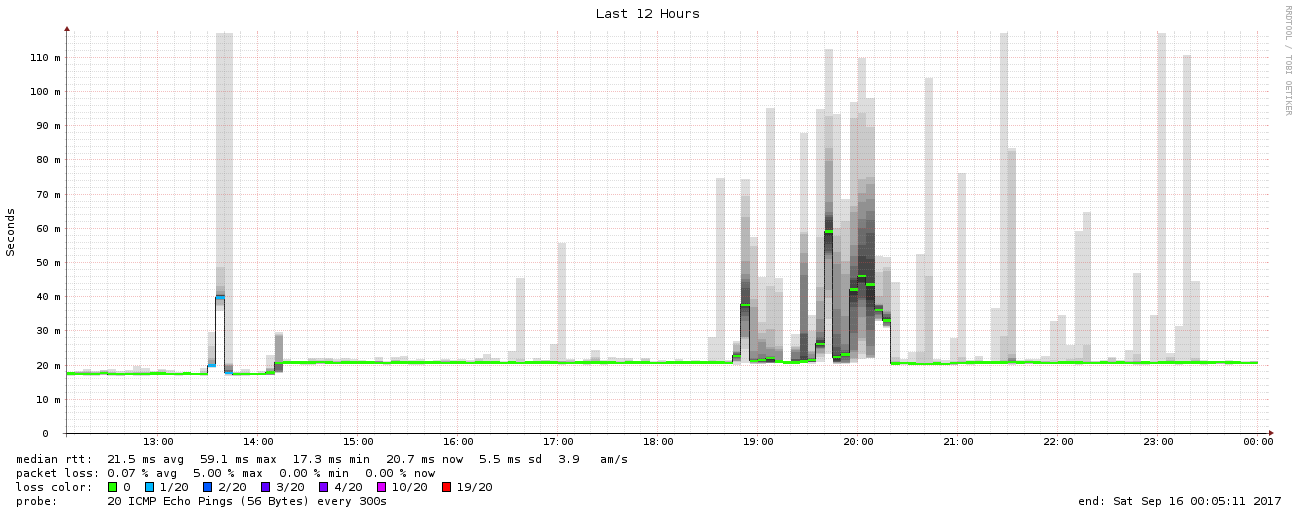 Last 12 Hours
RRDTOOL / TOBI OETIKER
Seconds
110 m
100 m
90 m
80 m
70 m
60 m
50 m
40 m
30 m
20 m
10 m
0
13:00 14:00 15:00 16:00 17:00 18:00 19:00 20:00 21:00 22:00 23:00 00:00
median rtt: 21.5 ms avg 59.1 ms max 17.3 ms min 20.7 ms now 5.5 ms sd 3.9 am/s
packet loss: 0.07 % avg 5.00 % max 0.00 % min 0.00 % now
loss color: 0 1/20 2/20 3/20 4/20 10/20 19/20
probe: 20 ICMP Echo Pings (56 Bytes) every 300s end: Sat Sep 16 00:05:11 2017